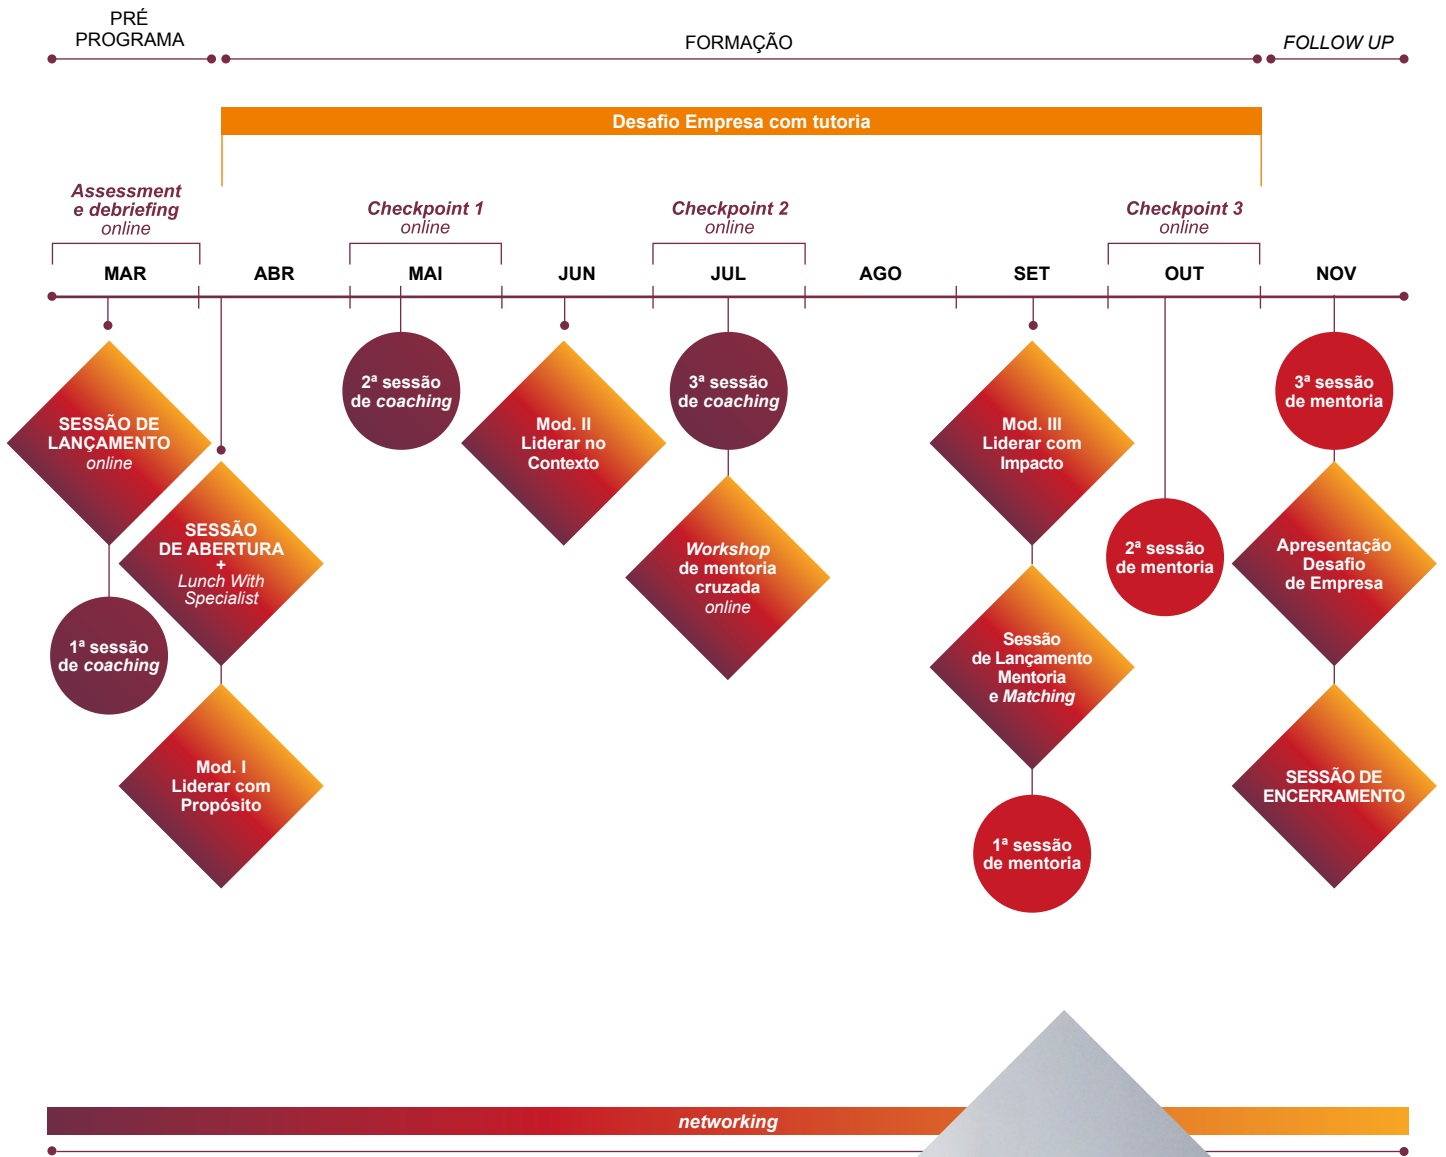 PRÉ
PROGRAMA
FORMAÇÃO
FOLLOW UP
Desafio Empresa com tutoria
Assessment
e debriefing
online
Checkpoint 1
online
Checkpoint 2
online
Checkpoint 3
online
MAR
ABR
MAI
JUN
JUL
AGO
SET
OUT
NOV
SESSÃO DE
LANÇAMENTO
online
1ª sessão
de coaching
SESSÃO
DE ABERTURA
+
Lunch With
Specialist
Mod. I
Liderar com
Propósito
2ª sessão
de coaching
Mod. II
Liderar no
Contexto
3ª sessão
de coaching
Workshop
de mentoria
cruzada
online
Mod. III
Liderar com
Impacto
Sessão
de Lançamento
Mentoria
e Matching
1ª sessão
de mentoria
2ª sessão
de mentoria
3ª sessão
de mentoria
Apresentação
Desafio
de Empresa
SESSÃO DE
ENCERRAMENTO
networking